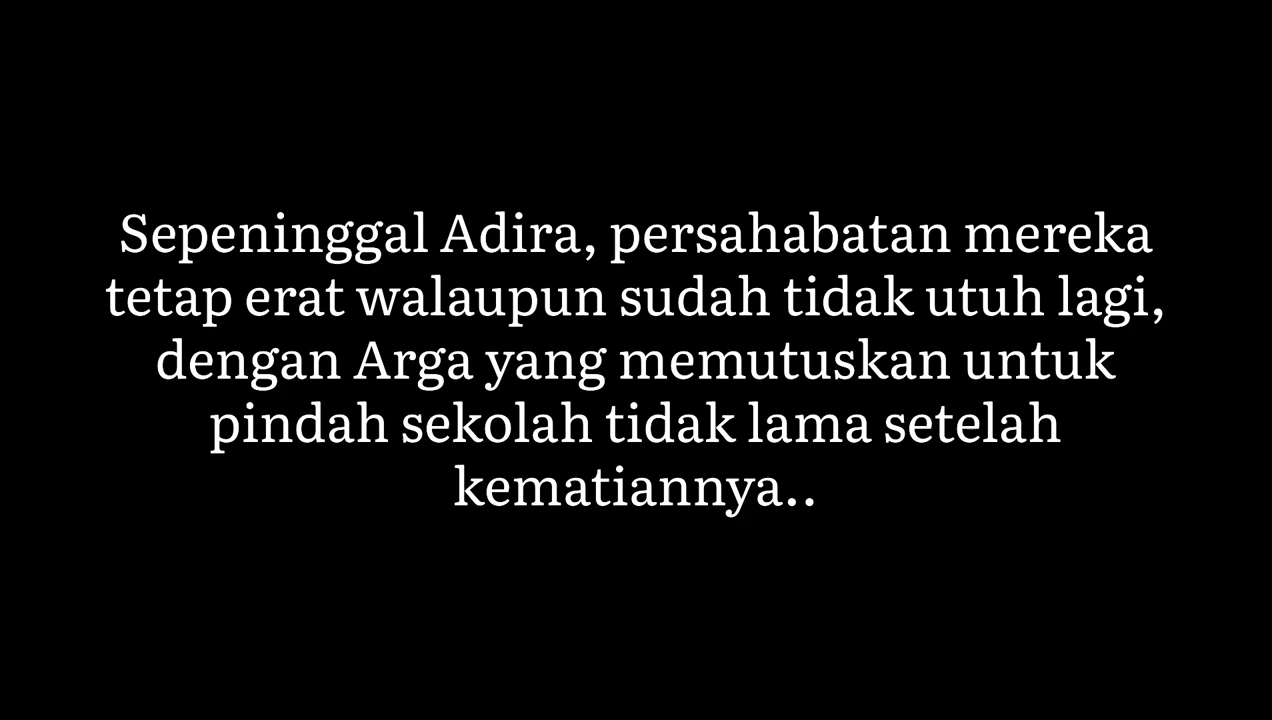 Sepeninggal Adira, persahabatan mereka
tetap erat walaupun sudah tidak utuh lagi,
dengan Arga yang memutuskan untuk
pindah sekolah tidak lama setelah
kematiannya..